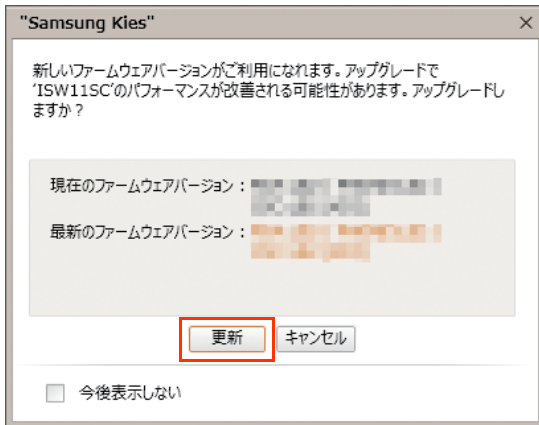 "Samsung Kies"
新しいファームウェアバージョンがご利用になれます。アップグレードで
'ISW11SC'のパフォーマンスが改善される可能性があります。アップグレードし
ますか？
現在のファームウェアバージョン：
最新のファームウェアバージョン：
更新 キャンセル
今後表示しない